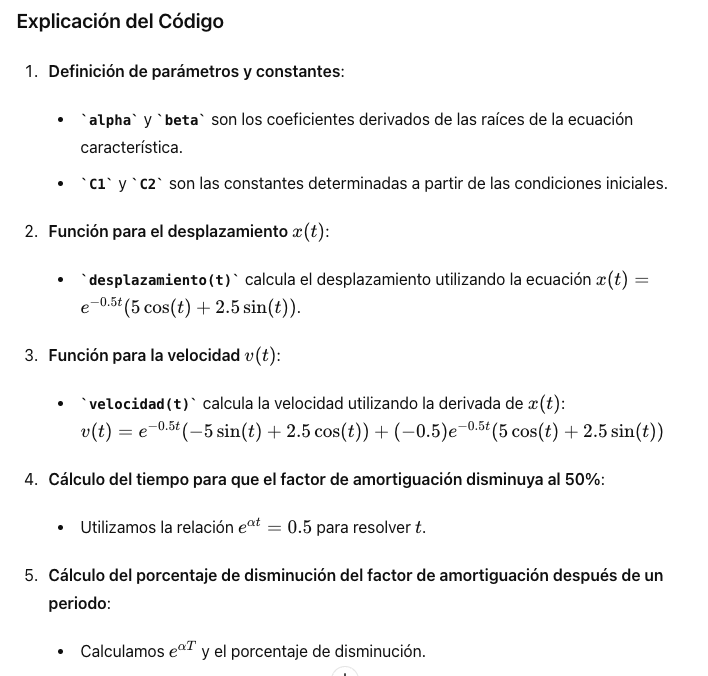 Explicación del Código
1. Definición de parámetros y constantes:
• `alpha` y `beta` son los coeficientes derivados de las raíces de la ecuación
característica.
• `C1` y `C2` son las constantes determinadas a partir de las condiciones iniciales.
2. Función para el desplazamiento x(t):
• `desplazamiento(t)` calcula el desplazamiento utilizando la ecuación x(t) =
e^{-0.5t}(5 cos(t) + 2.5 sin(t)).
3. Función para la velocidad v(t):
• `velocidad(t)` calcula la velocidad utilizando la derivada de x(t):
v(t) = e^{-0.5t}(−5 sin(t) + 2.5 cos(t)) + (−0.5)e^{-0.5t}(5 cos(t) + 2.5 sin(t))
4. Cálculo del tiempo para que el factor de amortiguación disminuya al 50%:
• Utilizamos la relación e^{αt} = 0.5 para resolver t.
5. Cálculo del porcentaje de disminución del factor de amortiguación después de un
periodo:
• Calculamos e^{αT} y el porcentaje de disminución.